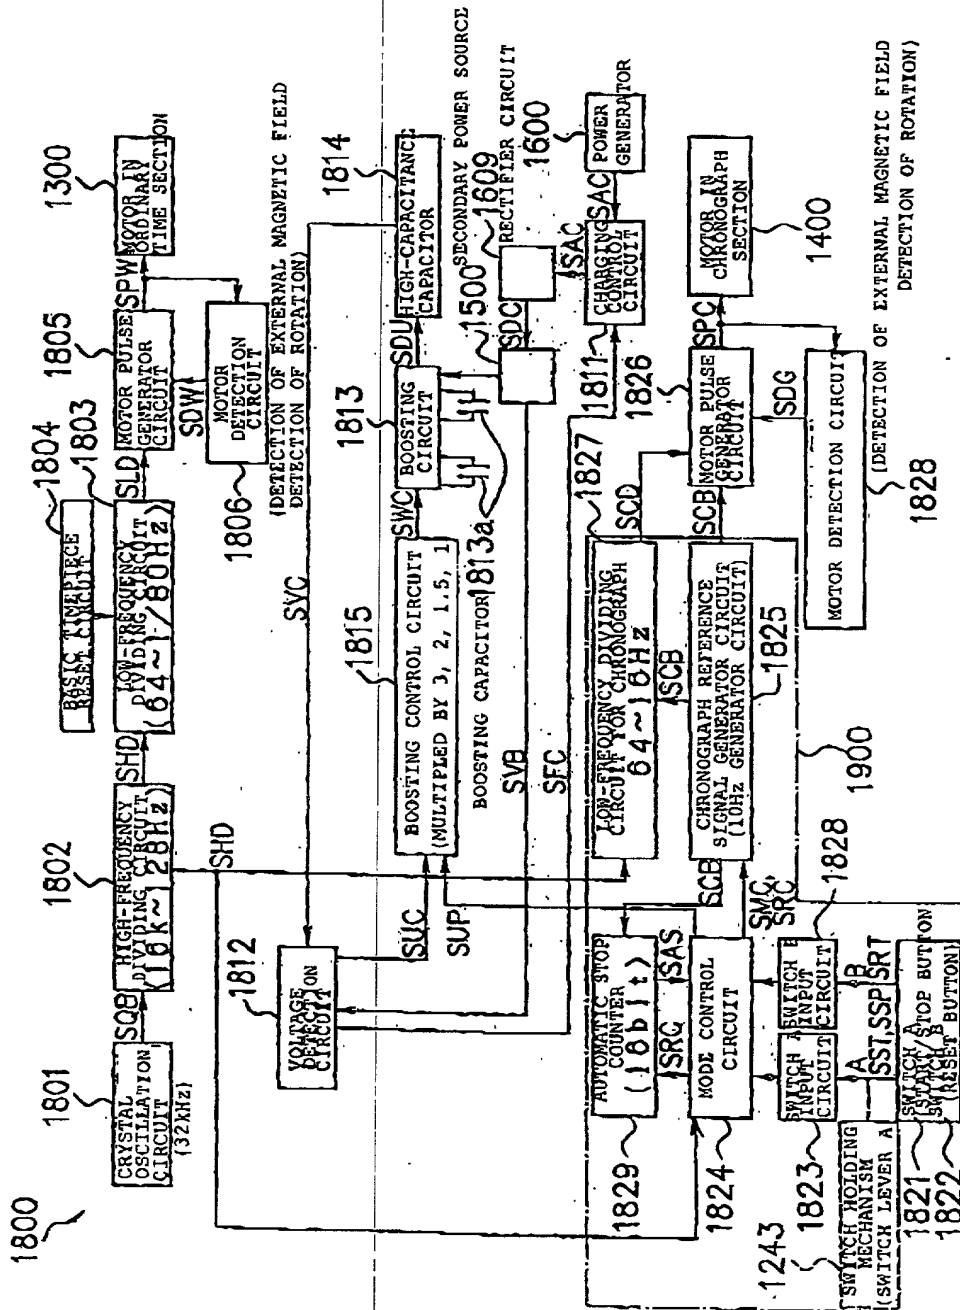 1800
1801
CRYSTAL
OSCILLATION
CIRCUIT
(32kHz)
SQB
1802
HIGH-FREQUENCY
DIVIDING CIRCUIT
(16k~128Hz)
SHD
SHD
1804
BASIC TIMEPIECE
RESET CIRCUIT
1803
LOW-FREQUENCY
DIVIDING CIRCUIT
(64~1/80Hz)
SLD
1805
MOTOR PULSE
GENERATOR
CIRCUIT
SPW
1300
MOTOR IN
ORDINARY
TIME SECTION
SDW
MOTOR
DETECTION
CIRCUIT
1806
(DETECTION OF EXTERNAL MAGNETIC FIELD
DETECTION OF ROTATION)
SYC
1812
VOLTAGE
DETECTION
CIRCUIT
SUC
SUP
1815
BOOSTING CONTROL CIRCUIT
(MULTIPLED BY 3, 2, 1.5, 1
SWC
1813
BOOSTING
CIRCUIT
SDU
1814
HIGH-CAPACITANCE
CAPACITOR
SECONDARY POWER SOURCE
BOOSTING CAPACITOR
1813a
1500
SDC
1609
RECTIFIER CIRCUIT
SVB
SFC
SAC
1600
POWER
GENERATOR
SAC
1811
CHARGING
CONTROL
CIRCUIT
1829
AUTOMATIC STOP
COUNTER
(16bit)
SRC
SAS
SCB
1827
LOW-FREQUENCY DIVIDING
CIRCUIT FOR CHRONOGRAPH
64~16Hz
SCD
SCB
1824
MODE CONTROL
CIRCUIT
SMC
SRC
CHRONOGRAPH REFERENCE
SIGNAL GENERATOR CIRCUIT
(10Hz GENERATOR CIRCUIT)
1825
SCB
1826
MOTOR PULSE
GENERATOR
CIRCUIT
SPC
MOTOR IN
CHRONOGRAPH
SECTION
1400
SDG
MOTOR DETECTION CIRCUIT
1828
(DETECTION OF EXTERNAL MAGNETIC FIELD
DETECTION OF ROTATION)
1823
SWITCH A
INPUT
CIRCUIT
SWITCH B
INPUT
CIRCUIT
1828
1900
A
B
SST, SSP
SRT
1243
SWITCH HOLDING
MECHANISM
(SWITCH LEVER A
1821
SWITCH A
(START/STOP BUTTON
1822
SWITCH B
(RESET BUTTON)